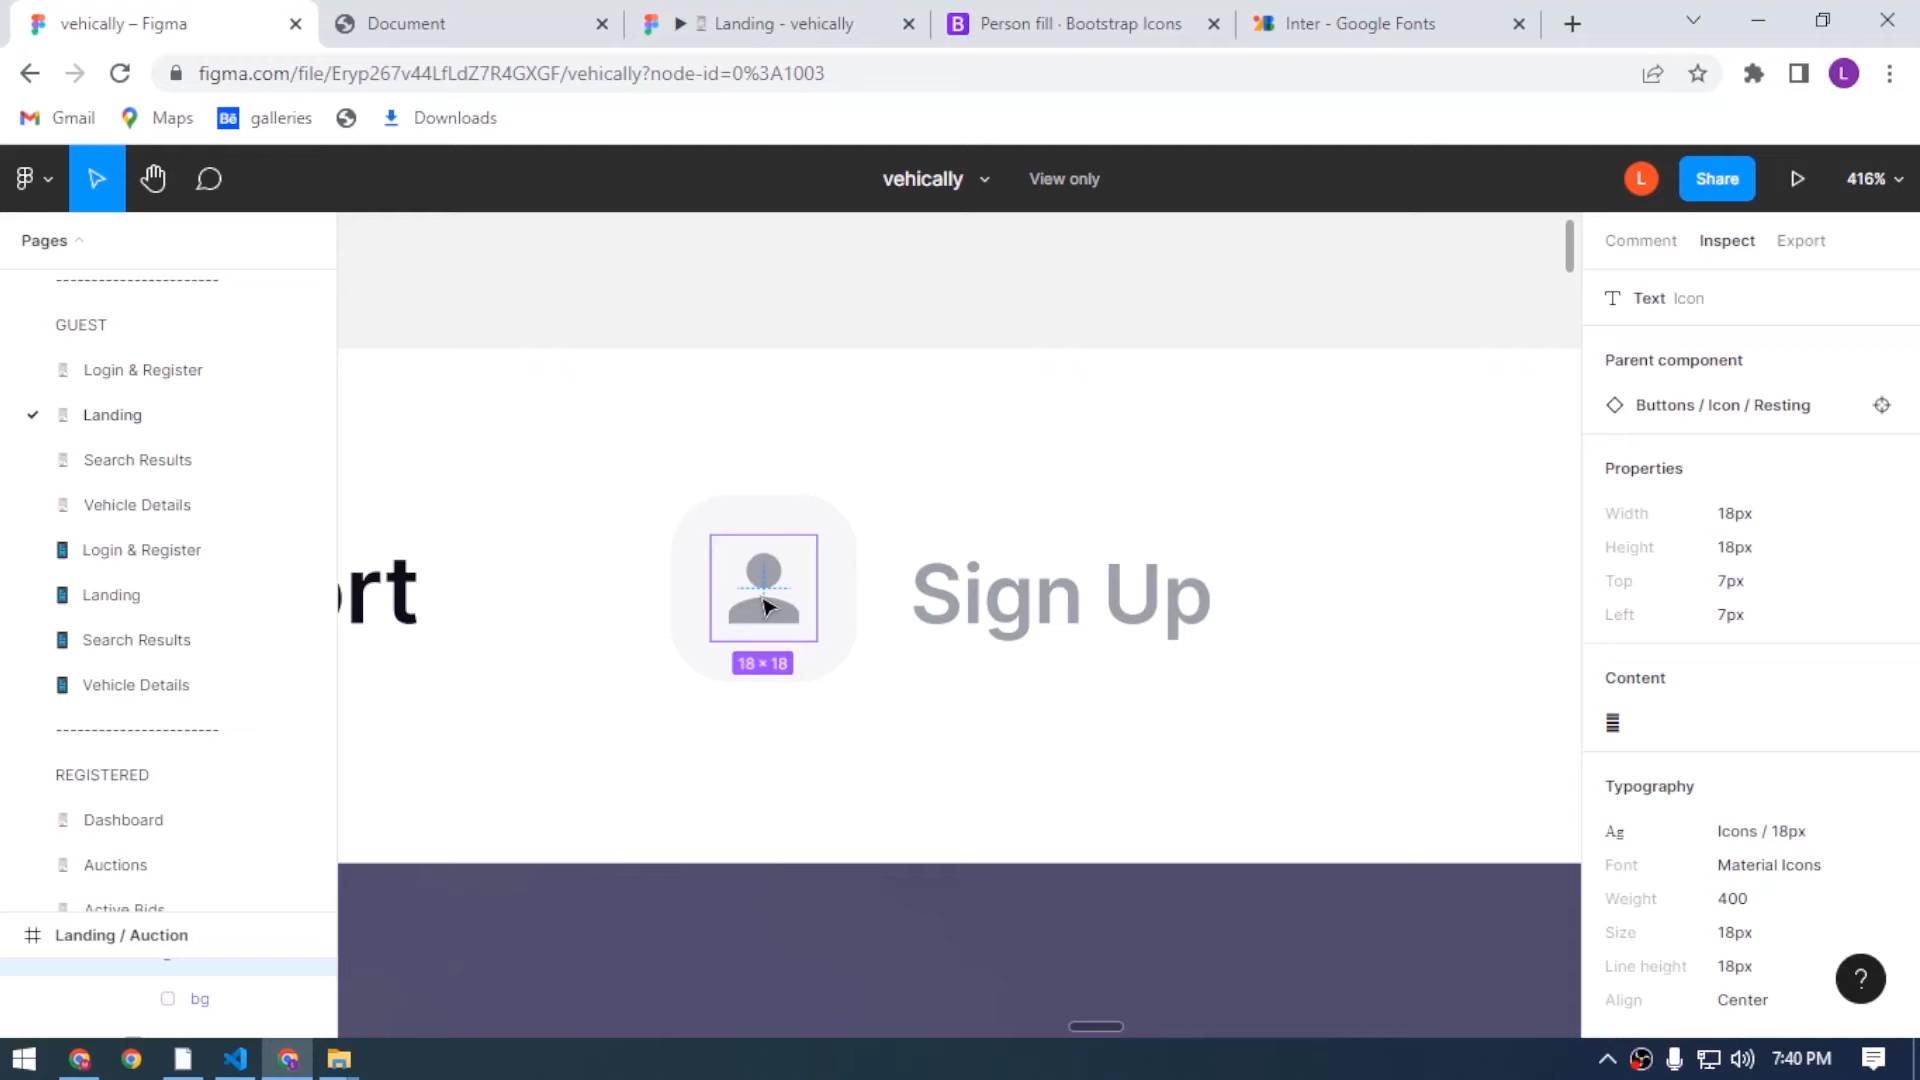 vehically – Figma
Document
Landing - vehically
Person fill · Bootstrap Icons
Inter - Google Fonts
figma.com/file/Eryp267v44LfLdZ7R4GXGF/vehically?node-id=0%3A1003
L
Gmail
Maps
Bē galleries
Downloads
vehically
View only
L
Share
416%
Pages
------------------------
GUEST
Login & Register
Landing
Search Results
Vehicle Details
Login & Register
Landing
Search Results
Vehicle Details
------------------------
REGISTERED
Dashboard
Auctions
Active Bids
Landing / Auction
bg
ort
18 × 18
Sign Up
Comment Inspect Export
Text Icon
Parent component
Buttons / Icon / Resting
Properties
Width 18px
Height 18px
Top 7px
Left 7px
Content
Typography
Ag Icons / 18px
Font Material Icons
Weight 400
Size 18px
Line height 18px
Align Center
?
7:40 PM